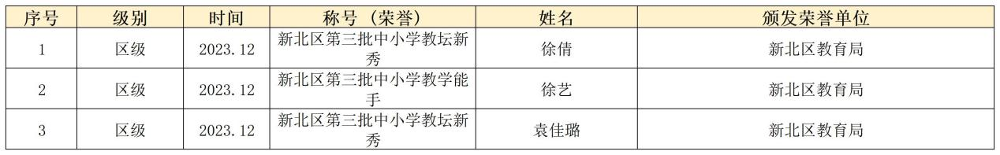 序号 级别 时间 称号（荣誉） 姓名 颁发荣誉单位
1 区级 2023.12 新北区第三批中小学教坛新秀 徐倩 新北区教育局
2 区级 2023.12 新北区第三批中小学教学能手 徐艺 新北区教育局
3 区级 2023.12 新北区第三批中小学教坛新秀 袁佳璐 新北区教育局